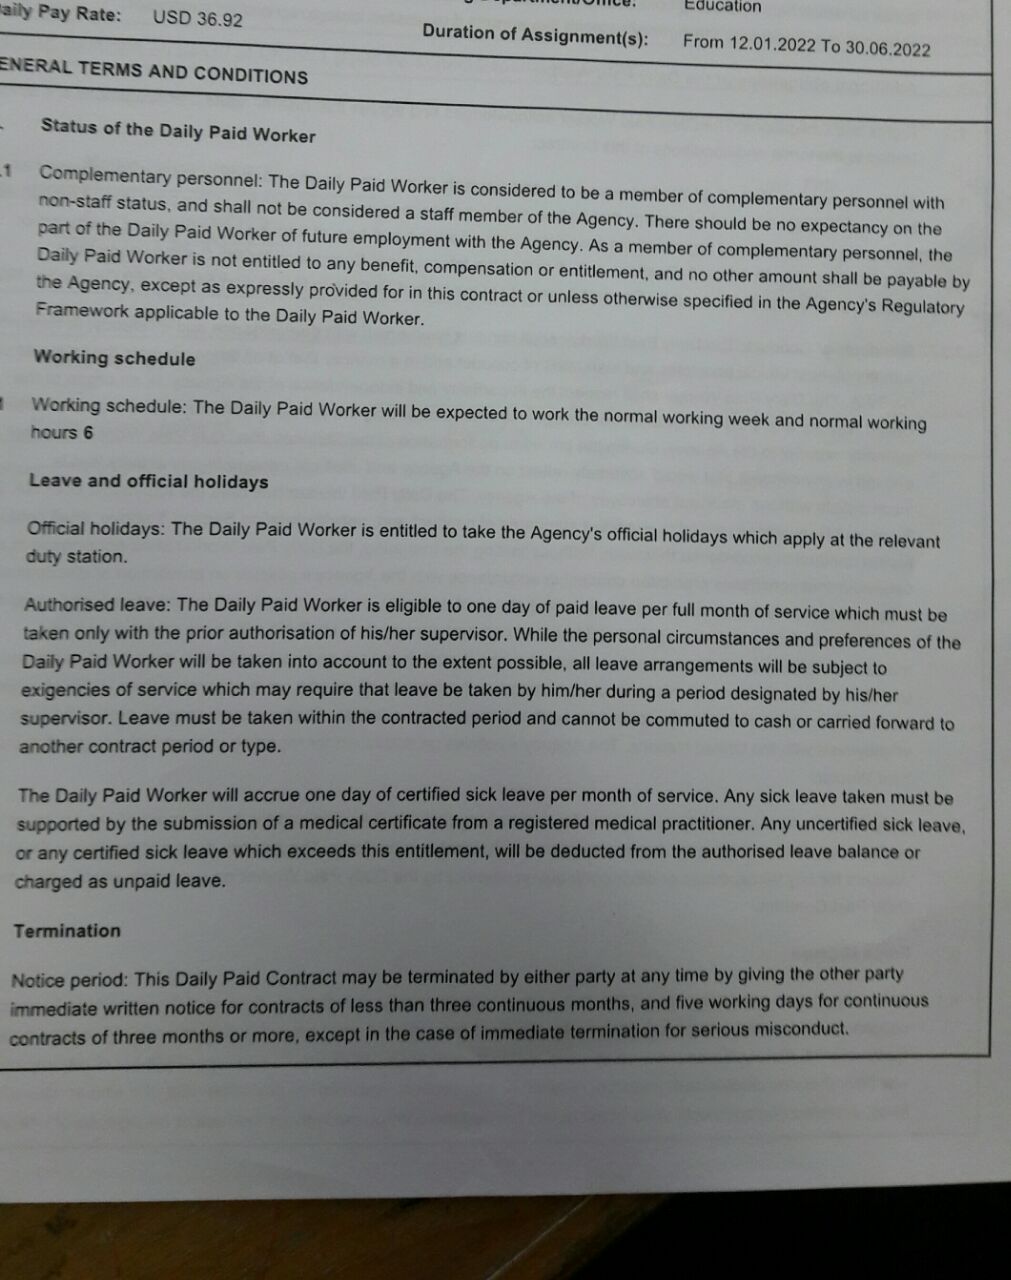 Daily Pay Rate: USD 36.92
Department/Office: Education
Duration of Assignment(s): From 12.01.2022 To 30.06.2022
ENERAL TERMS AND CONDITIONS
Status of the Daily Paid Worker
.1 Complementary personnel: The Daily Paid Worker is considered to be a member of complementary personnel with
non-staff status, and shall not be considered a staff member of the Agency. There should be no expectancy on the
part of the Daily Paid Worker of future employment with the Agency. As a member of complementary personnel, the
Daily Paid Worker is not entitled to any benefit, compensation or entitlement, and no other amount shall be payable by
the Agency, except as expressly provided for in this contract or unless otherwise specified in the Agency's Regulatory
Framework applicable to the Daily Paid Worker.
Working schedule
Working schedule: The Daily Paid Worker will be expected to work the normal working week and normal working
hours 6
Leave and official holidays
Official holidays: The Daily Paid Worker is entitled to take the Agency's official holidays which apply at the relevant
duty station.
Authorised leave: The Daily Paid Worker is eligible to one day of paid leave per full month of service which must be
taken only with the prior authorisation of his/her supervisor. While the personal circumstances and preferences of the
Daily Paid Worker will be taken into account to the extent possible, all leave arrangements will be subject to
exigencies of service which may require that leave be taken by him/her during a period designated by his/her
supervisor. Leave must be taken within the contracted period and cannot be commuted to cash or carried forward to
another contract period or type.
The Daily Paid Worker will accrue one day of certified sick leave per month of service. Any sick leave taken must be
supported by the submission of a medical certificate from a registered medical practitioner. Any uncertified sick leave,
or any certified sick leave which exceeds this entitlement, will be deducted from the authorised leave balance or
charged as unpaid leave.
Termination
Notice period: This Daily Paid Contract may be terminated by either party at any time by giving the other party
immediate written notice for contracts of less than three continuous months, and five working days for continuous
contracts of three months or more, except in the case of immediate termination for serious misconduct.